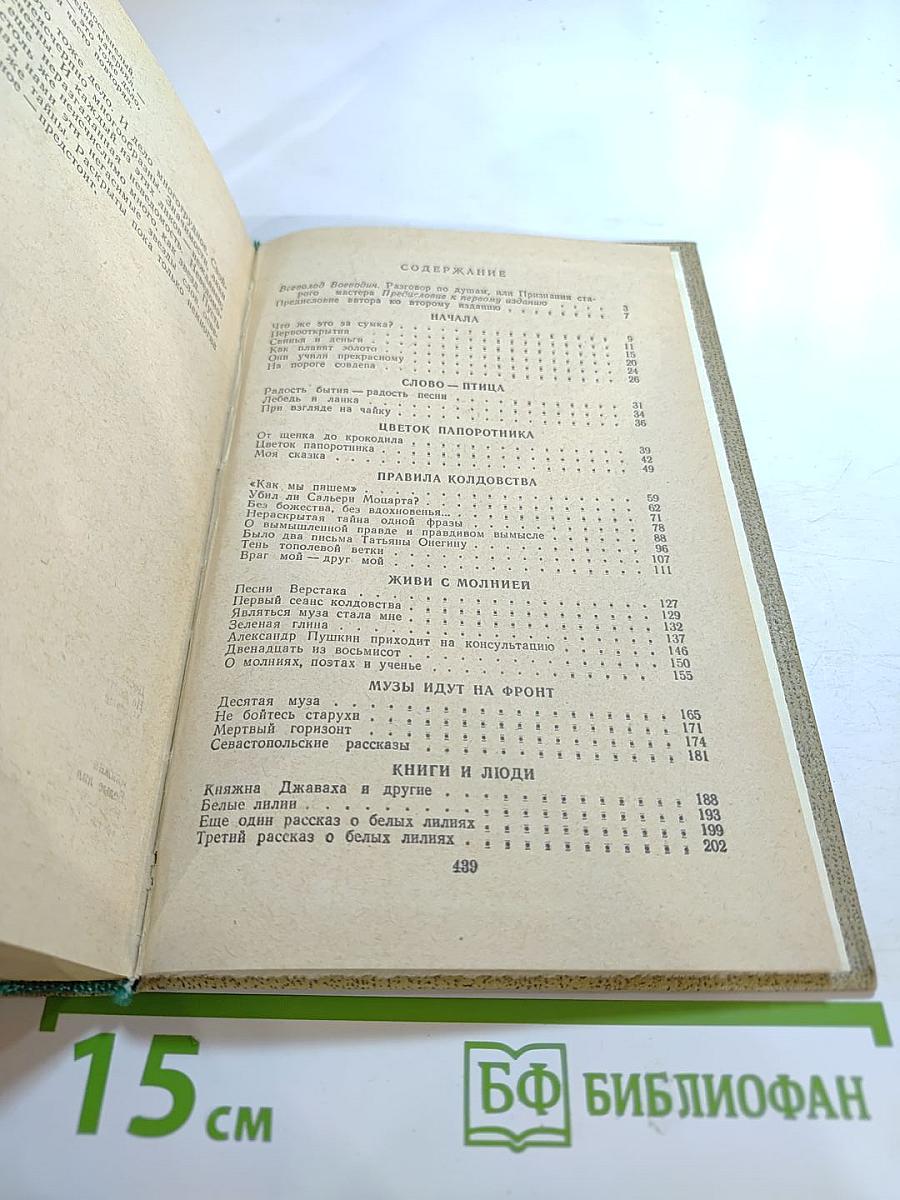 СОДЕРЖАНИЕ
Всеволод Воеводин. Разговор по душам, или Признания ста-
рого мастера Предисловие к первому изданию . . . . 3
Предисловие автора ко второму изданию . . . . . . . 7
НАЧАЛА
Что же это за сумка? . . . . . . . . . . 9
Первооткрытия . . . . . . . . . . 11
Свинья и деньги . . . . . . . . . . 15
Как плавят золото . . . . . . . . . . 20
Они учили прекрасному . . . . . . . . . . 24
На пороге совдепа . . . . . . . . . . 26
СЛОВО — ПТИЦА
Радость бытия — радость песни . . . . . . . . . . 31
Лебедь и ланка . . . . . . . . . . 34
При взгляде на чайку . . . . . . . . . . 36
ЦВЕТОК ПАПОРОТНИКА
От щепка до крокодила . . . . . . . . . . 39
Цветок папоротника . . . . . . . . . . 42
Моя сказка . . . . . . . . . . 49
ПРАВИЛА КОЛДОВСТВА
«Как мы пишем» . . . . . . . . . . 59
Убил ли Сальери Моцарта? . . . . . . . . . . 62
Без божества, без вдохновенья... . . . . . . . . . . 71
Нераскрытая тайна одной фразы . . . . . . . . . . 78
О вымышленной правде и правдивом вымысле . . . . . . 88
Было два письма Татьяны Онегину . . . . . . . . . . 96
Тень тополевой ветки . . . . . . . . . . 107
Враг мой — друг мой . . . . . . . . . . 111
ЖИВИ С МОЛНИЕЙ
Песни Верстака . . . . . . . . . . 127
Первый сеанс колдовства . . . . . . . . . . 129
Являться муза стала мне . . . . . . . . . . 132
Зеленая глина . . . . . . . . . . 137
Александр Пушкин приходит на консультацию . . . . . . 146
Двенадцать из восьмисот . . . . . . . . . . 150
О молниях, поэтах и ученье . . . . . . . . . . 155
МУЗЫ ИДУТ НА ФРОНТ
Десятая муза . . . . . . . . . . 165
Не бойтесь старухи . . . . . . . . . . 171
Мертвый горизонт . . . . . . . . . . 174
Севастопольские рассказы . . . . . . . . . . 181
КНИГИ И ЛЮДИ
Княжна Джаваха и другие . . . . . . . . . . 188
Белые лилии . . . . . . . . . . 193
Еще один рассказ о белых лилиях . . . . . . . . . . 199
Третий рассказ о белых лилиях . . . . . . . . . . 202
439
15 см
БФ БИБЛИОФАН